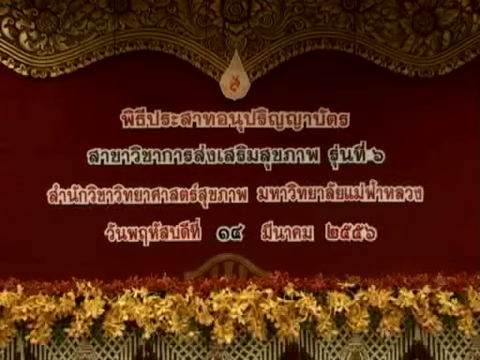 พิธีประสาทอนุปริญญาบัตร
สาขาวิชาการส่งเสริมสุขภาพ รุ่นที่ ๖
สำนักวิชาวิทยาศาสตร์สุขภาพ มหาวิทยาลัยแม่ฟ้าหลวง
วันพฤหัสบดีที่ ๑๔ มีนาคม ๒๕๕๖